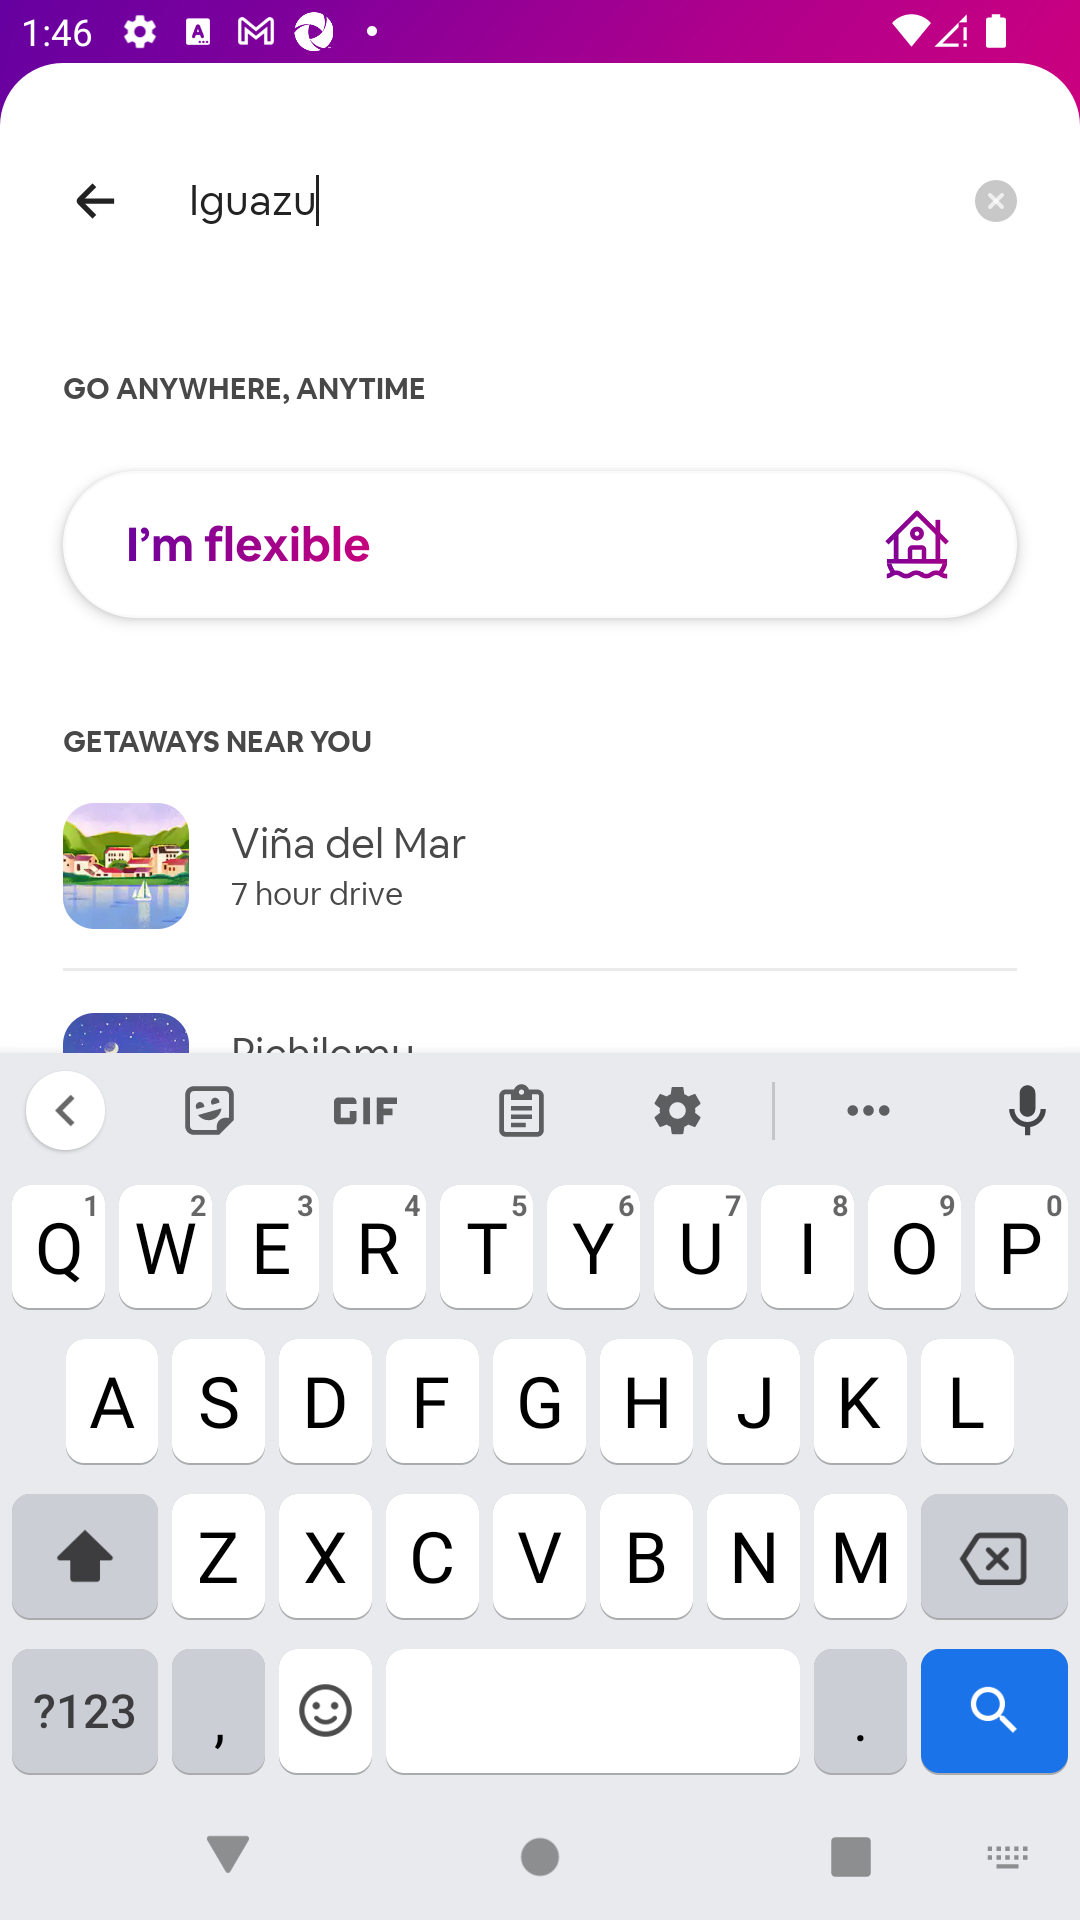 1:46
Iguazu
GO ANYWHERE, ANYTIME
I'm flexible
GETAWAYS NEAR YOU
Viña del Mar
7 hour drive
Pichilemu
GIF
1 2 3 4 5 6 7 8 9 0
Q W E R T Y U I O P
A S D F G H J K L
Z X C V B N M
?123 , .